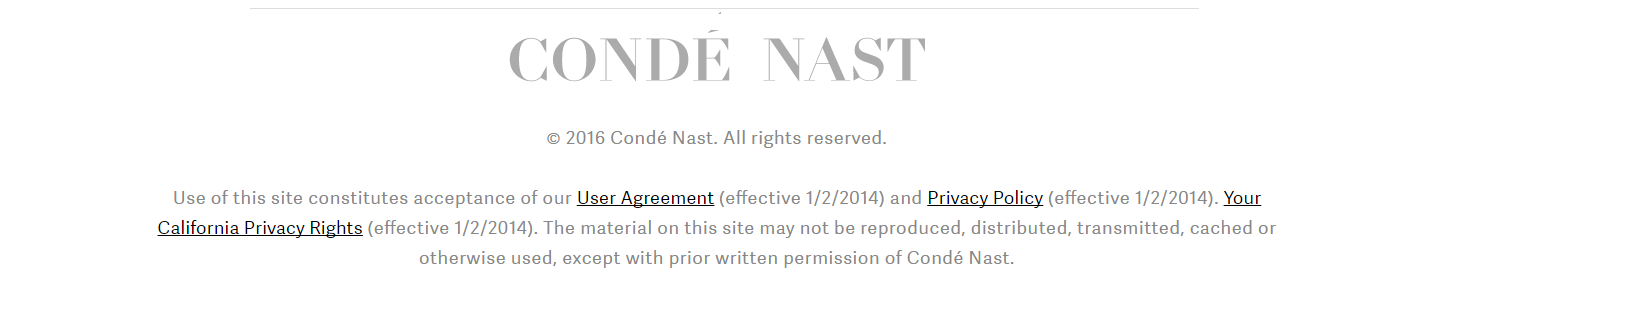 CONDÉ NAST
© 2016 Condé Nast. All rights reserved.
Use of this site constitutes acceptance of our User Agreement (effective 1/2/2014) and Privacy Policy (effective 1/2/2014). Your
California Privacy Rights (effective 1/2/2014). The material on this site may not be reproduced, distributed, transmitted, cached or
otherwise used, except with prior written permission of Condé Nast.